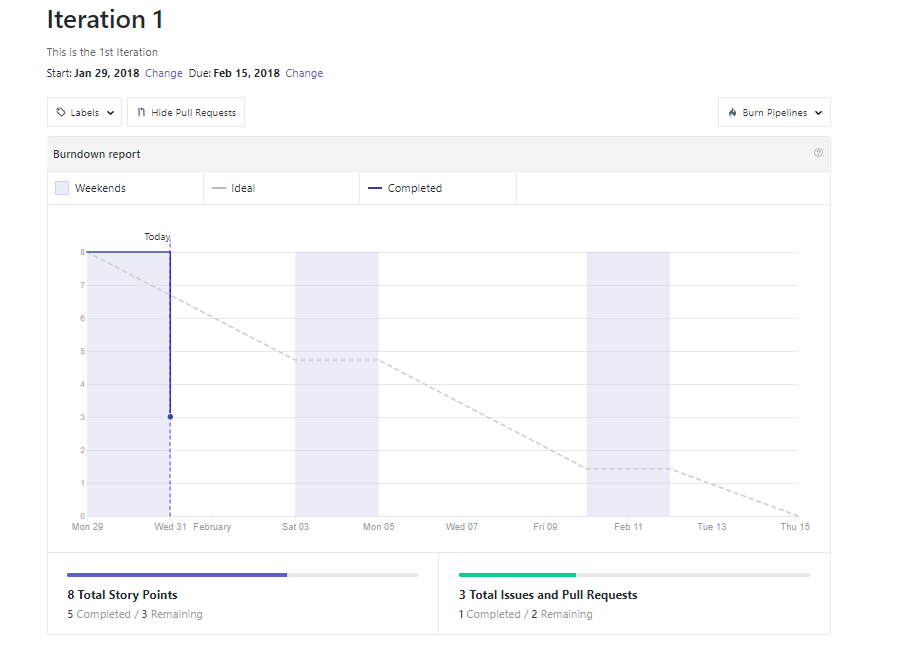 Iteration 1
This is the 1st Iteration
Start: Jan 29, 2018 Change Due: Feb 15, 2018 Change
Labels Hide Pull Requests Burn Pipelines
Burndown report
Weekends Ideal Completed
Today
8
7
6
5
4
3
2
1
0
Mon 29 Wed 31 February Sat 03 Mon 05 Wed 07 Fri 09 Feb 11 Tue 13 Thu 15
8 Total Story Points
5 Completed / 3 Remaining
3 Total Issues and Pull Requests
1 Completed / 2 Remaining